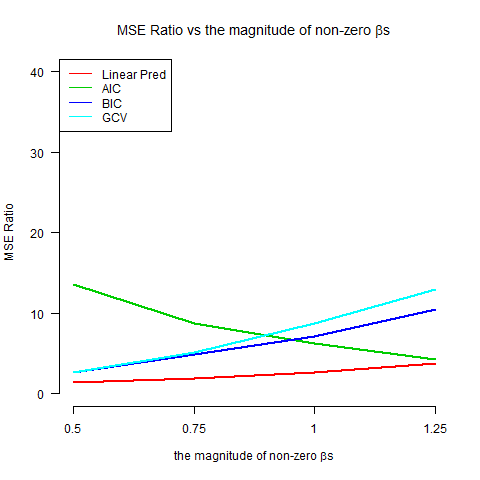 MSE Ratio vs the magnitude of non-zero βs
40
30
20
10
0
MSE Ratio
Linear Pred
AIC
BIC
GCV
0.5 0.75 1 1.25
the magnitude of non-zero βs